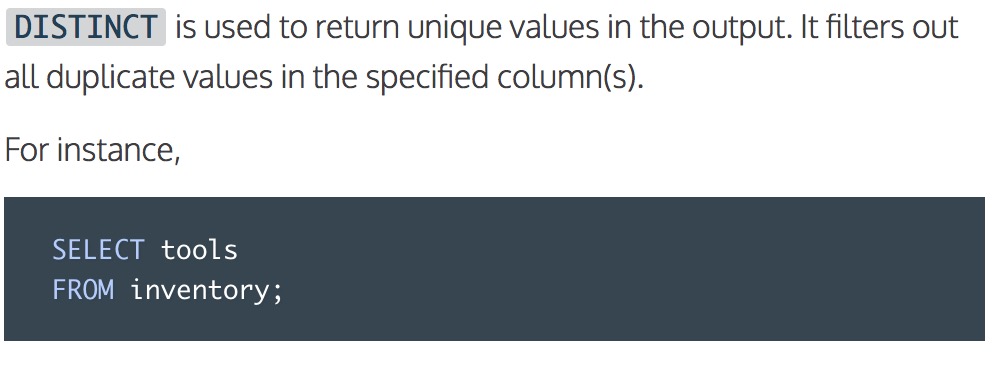 DISTINCT is used to return unique values in the output. It filters out
all duplicate values in the specified column(s).
For instance,
SELECT tools
FROM inventory;